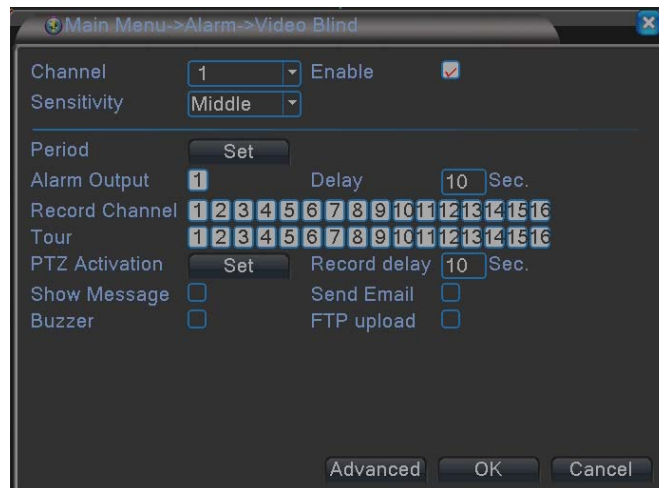 Main Menu->Alarm->Video Blind
Channel 1 Enable
Sensitivity Middle
Period Set
Alarm Output 1 Delay 10 Sec.
Record Channel 1 2 3 4 5 6 7 8 9 10 11 12 13 14 15 16
Tour 1 2 3 4 5 6 7 8 9 10 11 12 13 14 15 16
PTZ Activation Set Record delay 10 Sec.
Show Message Send Email
Buzzer FTP upload
Advanced OK Cancel